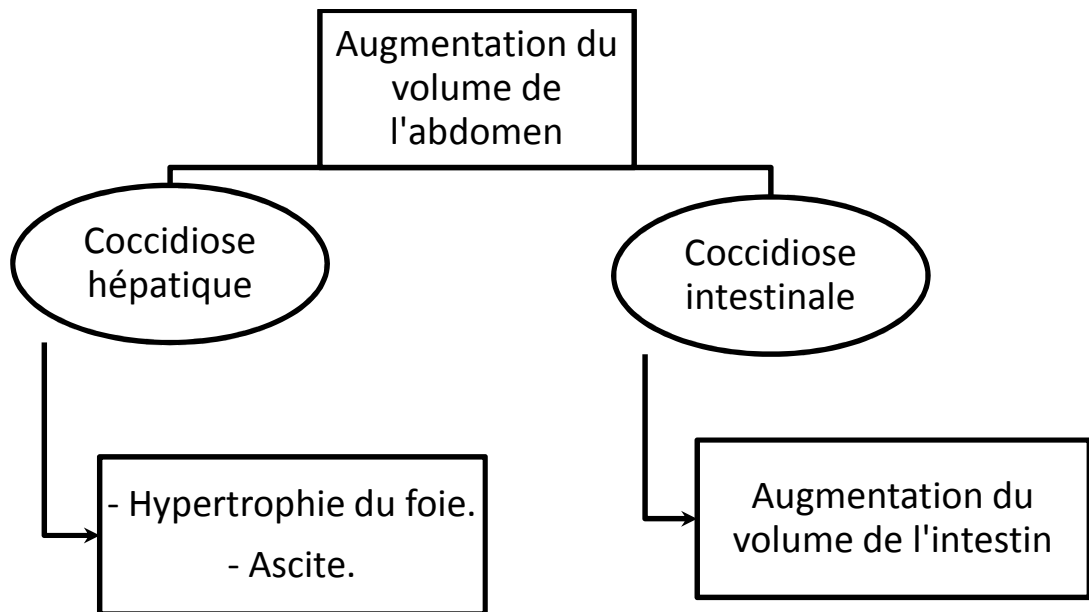 Augmentation du
volume de
l'abdomen
Coccidiose
hépatique
Coccidiose
intestinale
- Hypertrophie du foie.
- Ascite.
Augmentation du
volume de l'intestin